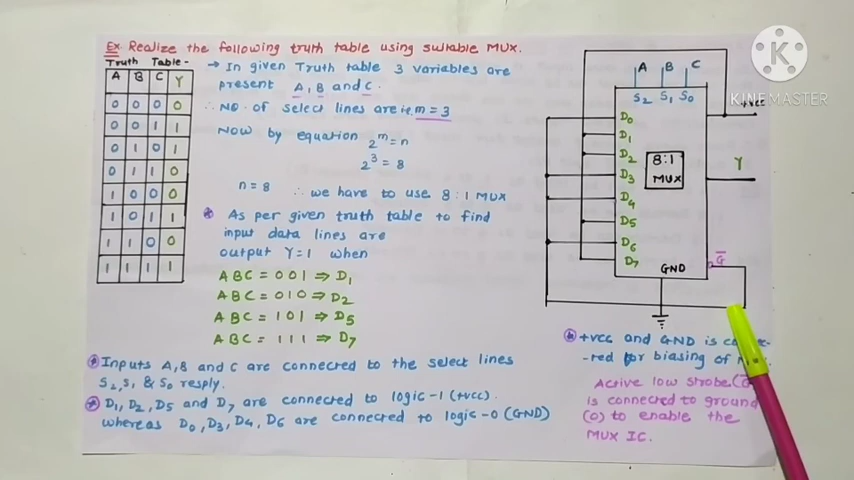 Ex. Realize the following truth table using suitable MUX.
Truth Table-
A B C Y
0 0 0 0
0 0 1 1
0 1 0 1
0 1 1 0
1 0 0 0
1 0 1 1
1 1 0 0
1 1 1 1
→ In given Truth table 3 variables are
present A, B and C.
∴ No. of select lines are i.e. m = 3
Now by equation 2^m = n
2^3 = 8
n = 8 ∴ we have to use 8:1 MUX
* As per given truth table to find
input data lines are
output Y=1 when
ABC = 001 ⇒ D1
ABC = 010 ⇒ D2
ABC = 101 ⇒ D5
ABC = 111 ⇒ D7
* Inputs A, B and C are connected to the select lines
S2, S1 & S0 resply.
* D1, D2, D5 and D7 are connected to logic-1 (+Vcc).
whereas D0, D3, D4, D6 are connected to logic-0 (GND)
A B C
S2 S1 S0
+Vcc
D0
D1
D2
D3
D4
D5
D6
D7
8:1
MUX
Y
G̅
GND
* +Vcc and GND is
-red for biasing of
Active low strobe (G̅
is connected to ground
(0) to enable the
MUX IC.
K
KINEMASTER